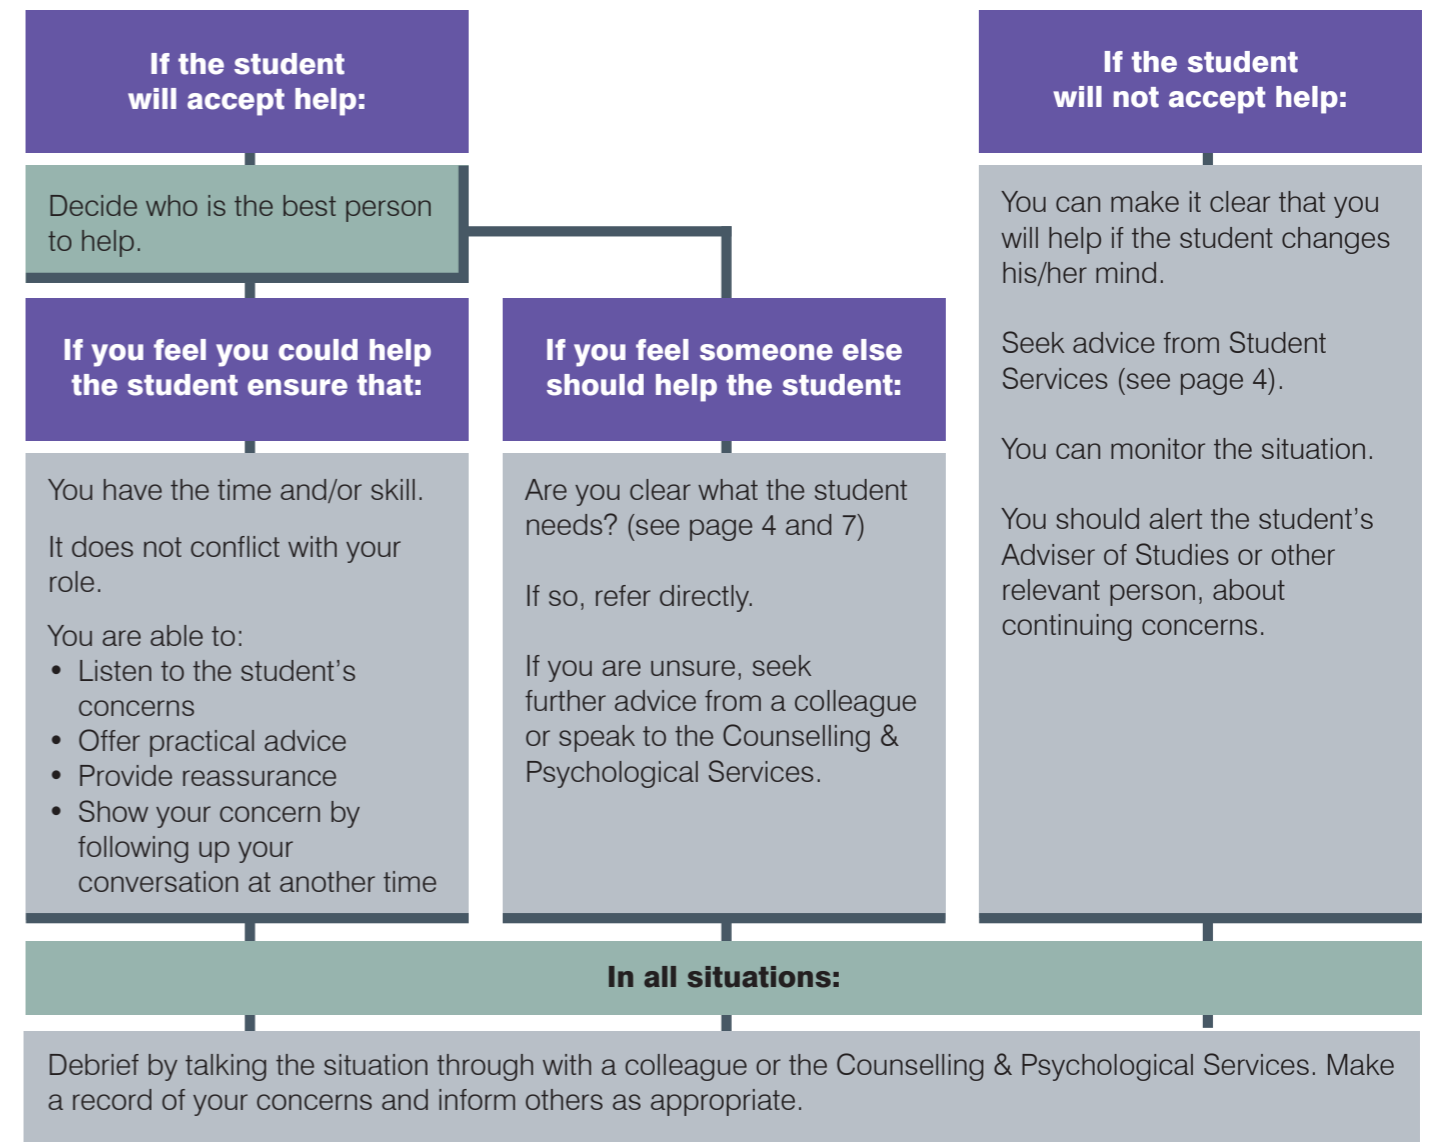 If the student
will accept help:
Decide who is the best person
to help.
If you feel you could help
the student ensure that:
You have the time and/or skill.
It does not conflict with your
role.
You are able to:
• Listen to the student's
concerns
• Offer practical advice
• Provide reassurance
• Show your concern by
following up your
conversation at another time
If you feel someone else
should help the student:
Are you clear what the student
needs? (see page 4 and 7)
If so, refer directly.
If you are unsure, seek
further advice from a colleague
or speak to the Counselling &
Psychological Services.
If the student
will not accept help:
You can make it clear that you
will help if the student changes
his/her mind.
Seek advice from Student
Services (see page 4).
You can monitor the situation.
You should alert the student's
Adviser of Studies or other
relevant person, about
continuing concerns.
In all situations:
Debrief by talking the situation through with a colleague or the Counselling & Psychological Services. Make
a record of your concerns and inform others as appropriate.